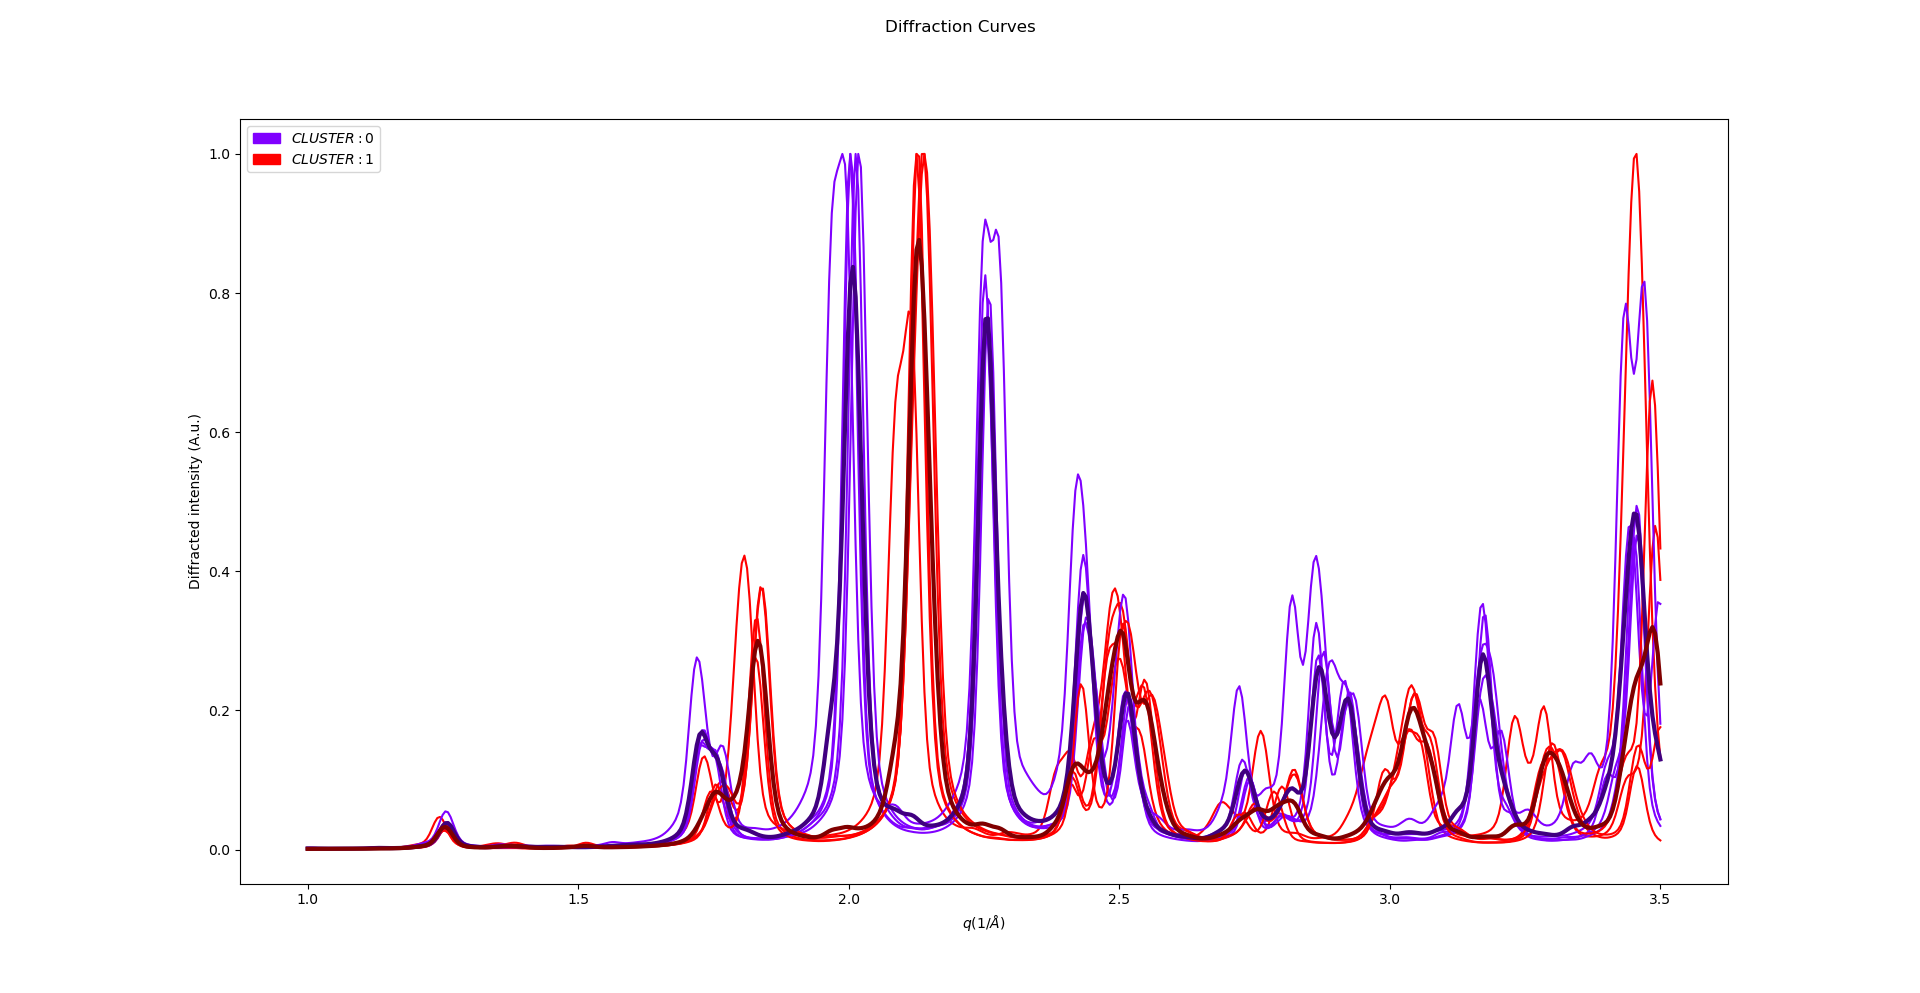 Diffraction Curves
CLUSTER : 0
CLUSTER : 1
Diffracted intensity (A.u.)
1.0
0.8
0.6
0.4
0.2
0.0
1.0 1.5 2.0 2.5 3.0 3.5
q(1/Å)